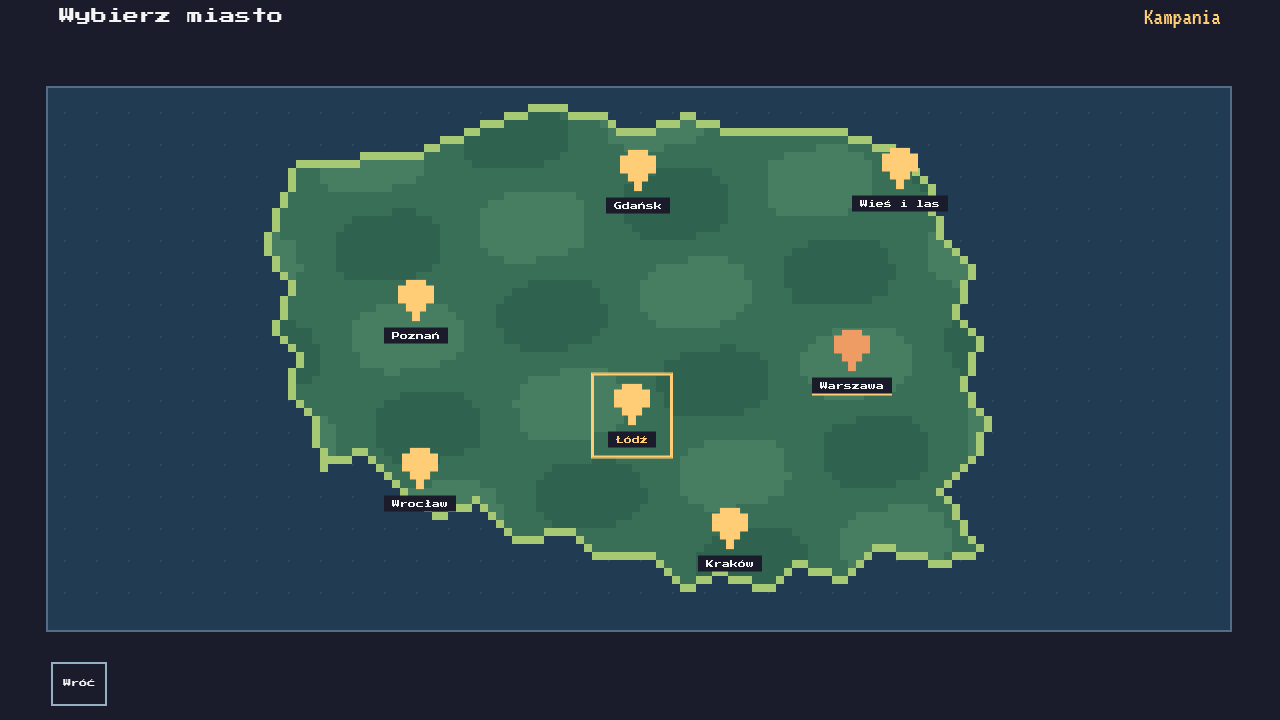 Wybierz miasto
Kampania
Gdańsk
Wieś i las
Poznań
Warszawa
Łódź
Wrocław
Kraków
Wróć